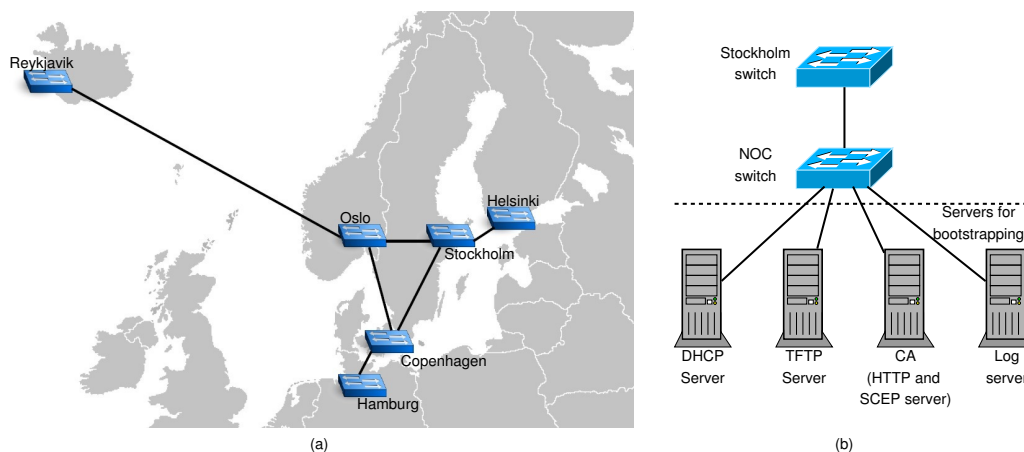 Reykjavik
Oslo
Helsinki
Stockholm
Copenhagen
Hamburg
(a)
Stockholm
switch
NOC
switch
Servers for
bootstrapping
DHCP
Server
TFTP
Server
CA
(HTTP and
SCEP server)
Log
server
(b)